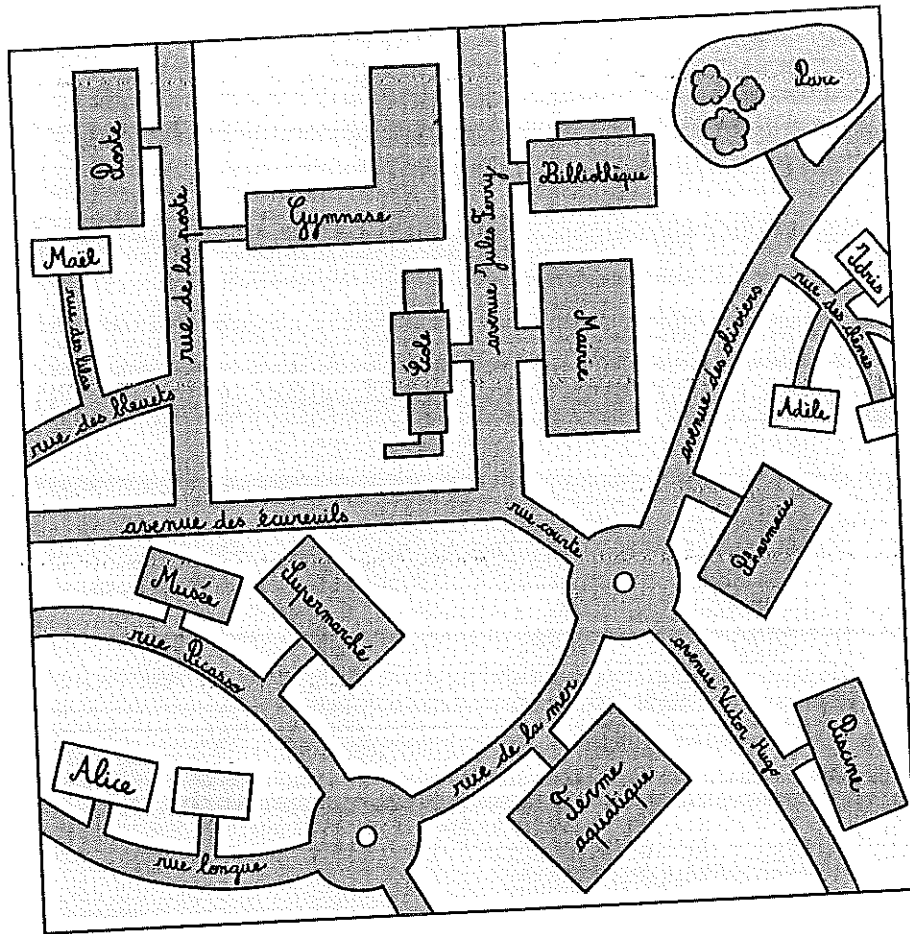 Poste
rue de la poste
Gymnase
avenue Jules Ferry
Bibliothèque
Parc
Maël
rue des lilas
rue des bleuets
École
Mairie
avenue des oliviers
rue des chênes
Idris
Adèle
avenue des écureuils
rue courte
Pharmacie
Musée
Supermarché
rue Picasso
rue de la mer
avenue Victor Hugo
Piscine
Ferme
aquatique
Alice
rue longue